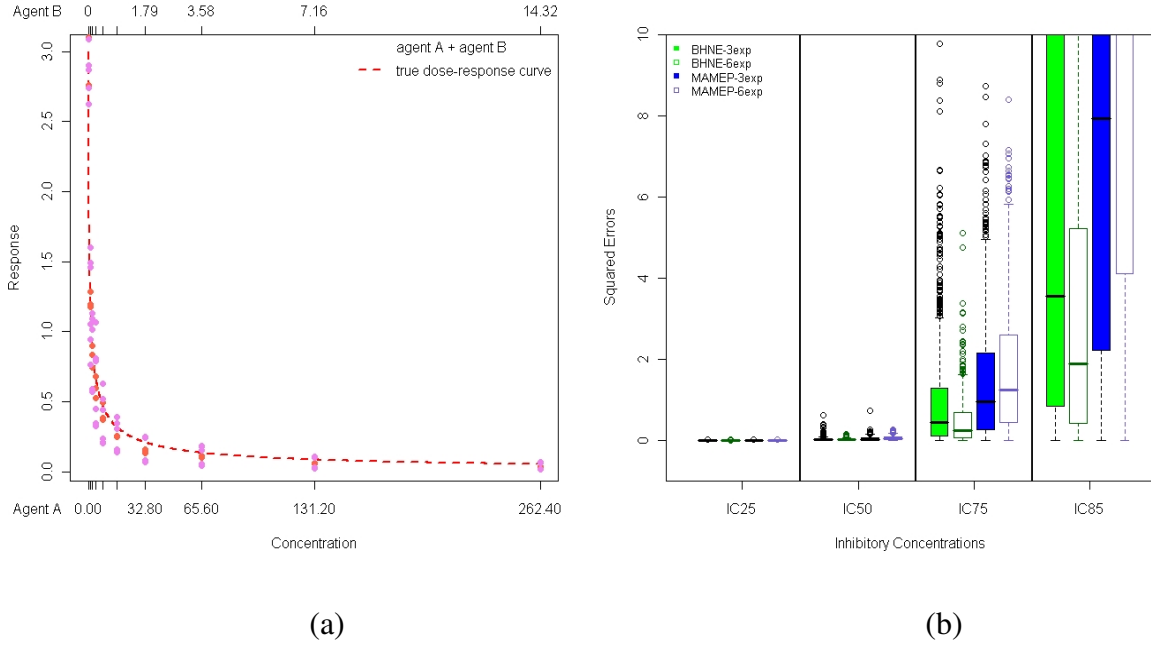 Agent B 0 1.79 3.58 7.16 14.32
agent A + agent B
true dose-response curve
Response
3.0
2.5
2.0
1.5
1.0
0.5
0.0
Agent A 0.00 32.80 65.60 131.20 262.40
Concentration
(a)
BHNE-3exp
BHNE-6exp
MAMEP-3exp
MAMEP-6exp
Squared Errors
10
8
6
4
2
0
IC25 IC50 IC75 IC85
Inhibitory Concentrations
(b)